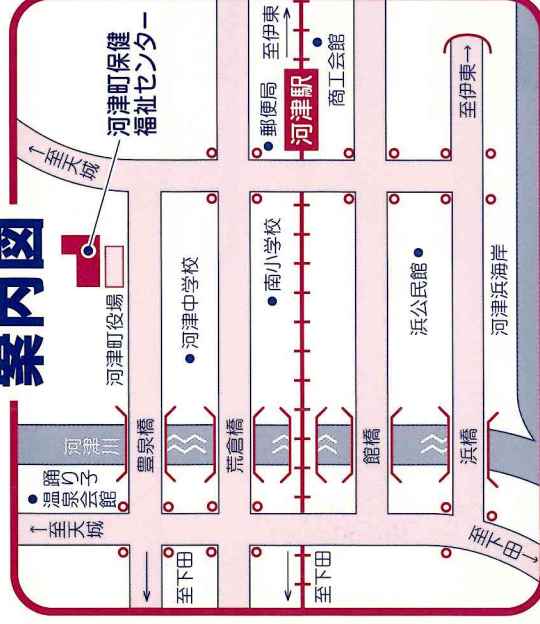 案内図
河津町保健
福祉センター
↑至天城
河津町役場
河津川
踊り子
温泉会館
↑至天城
豊泉橋
至下田
←
河津中学校
荒倉橋
南小学校
郵便局
至伊東
→
河津駅
商工会館
至下田
←
館橋
浜公民館
浜橋
至伊東→
河津浜海岸
至下田→